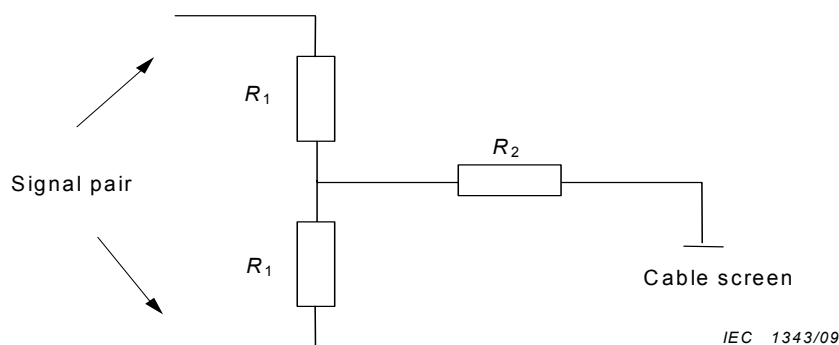 R1
R2
Signal pair
R1
Cable screen
IEC 1343/09